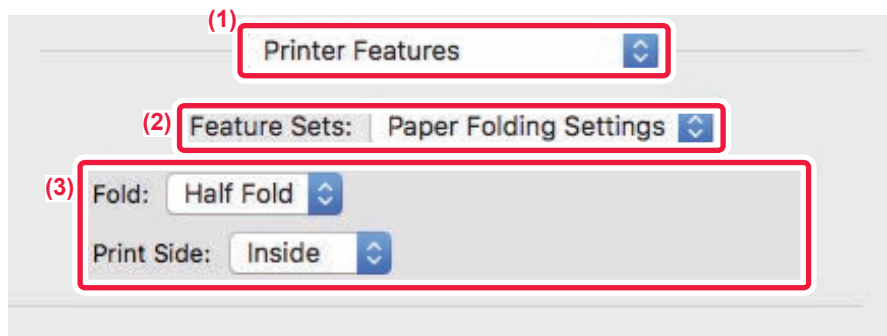 (1)
Printer Features
(2) Feature Sets: Paper Folding Settings
(3) Fold: Half Fold
Print Side: Inside